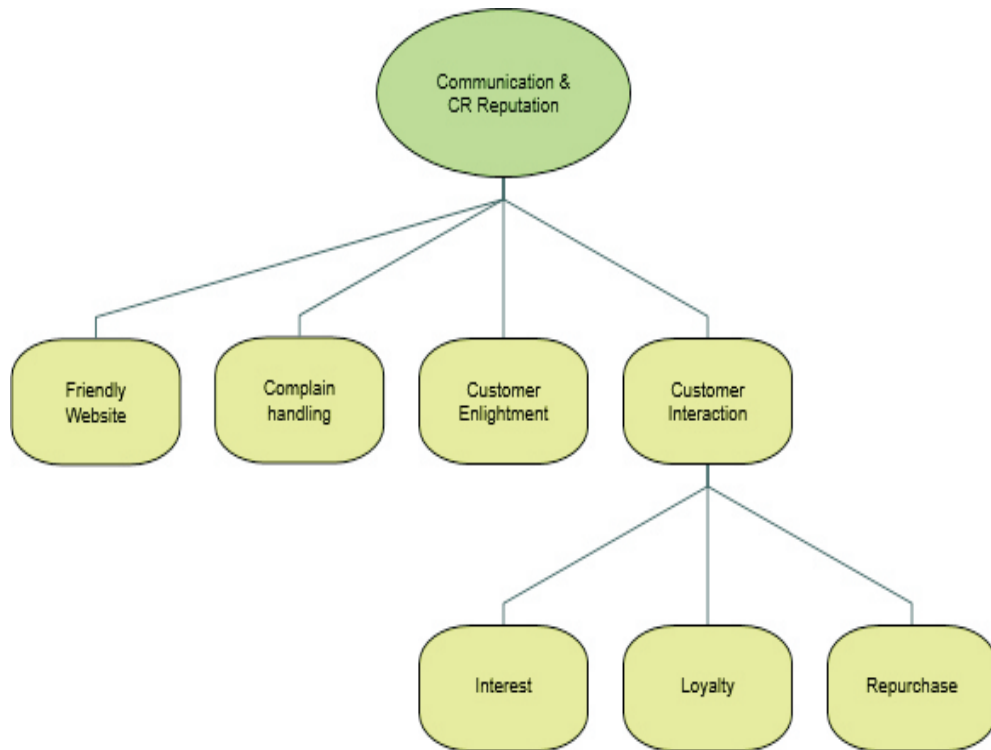 Communication &
CR Reputation
Friendly
Website
Complain
handling
Customer
Enlightment
Customer
Interaction
Interest
Loyalty
Repurchase